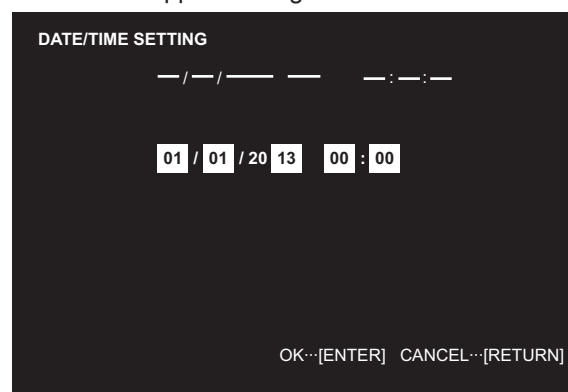 DATE/TIME SETTING
—/—/—— —— —:—:—
01 / 01 / 20 13 00 : 00
OK···[ENTER] CANCEL···[RETURN]